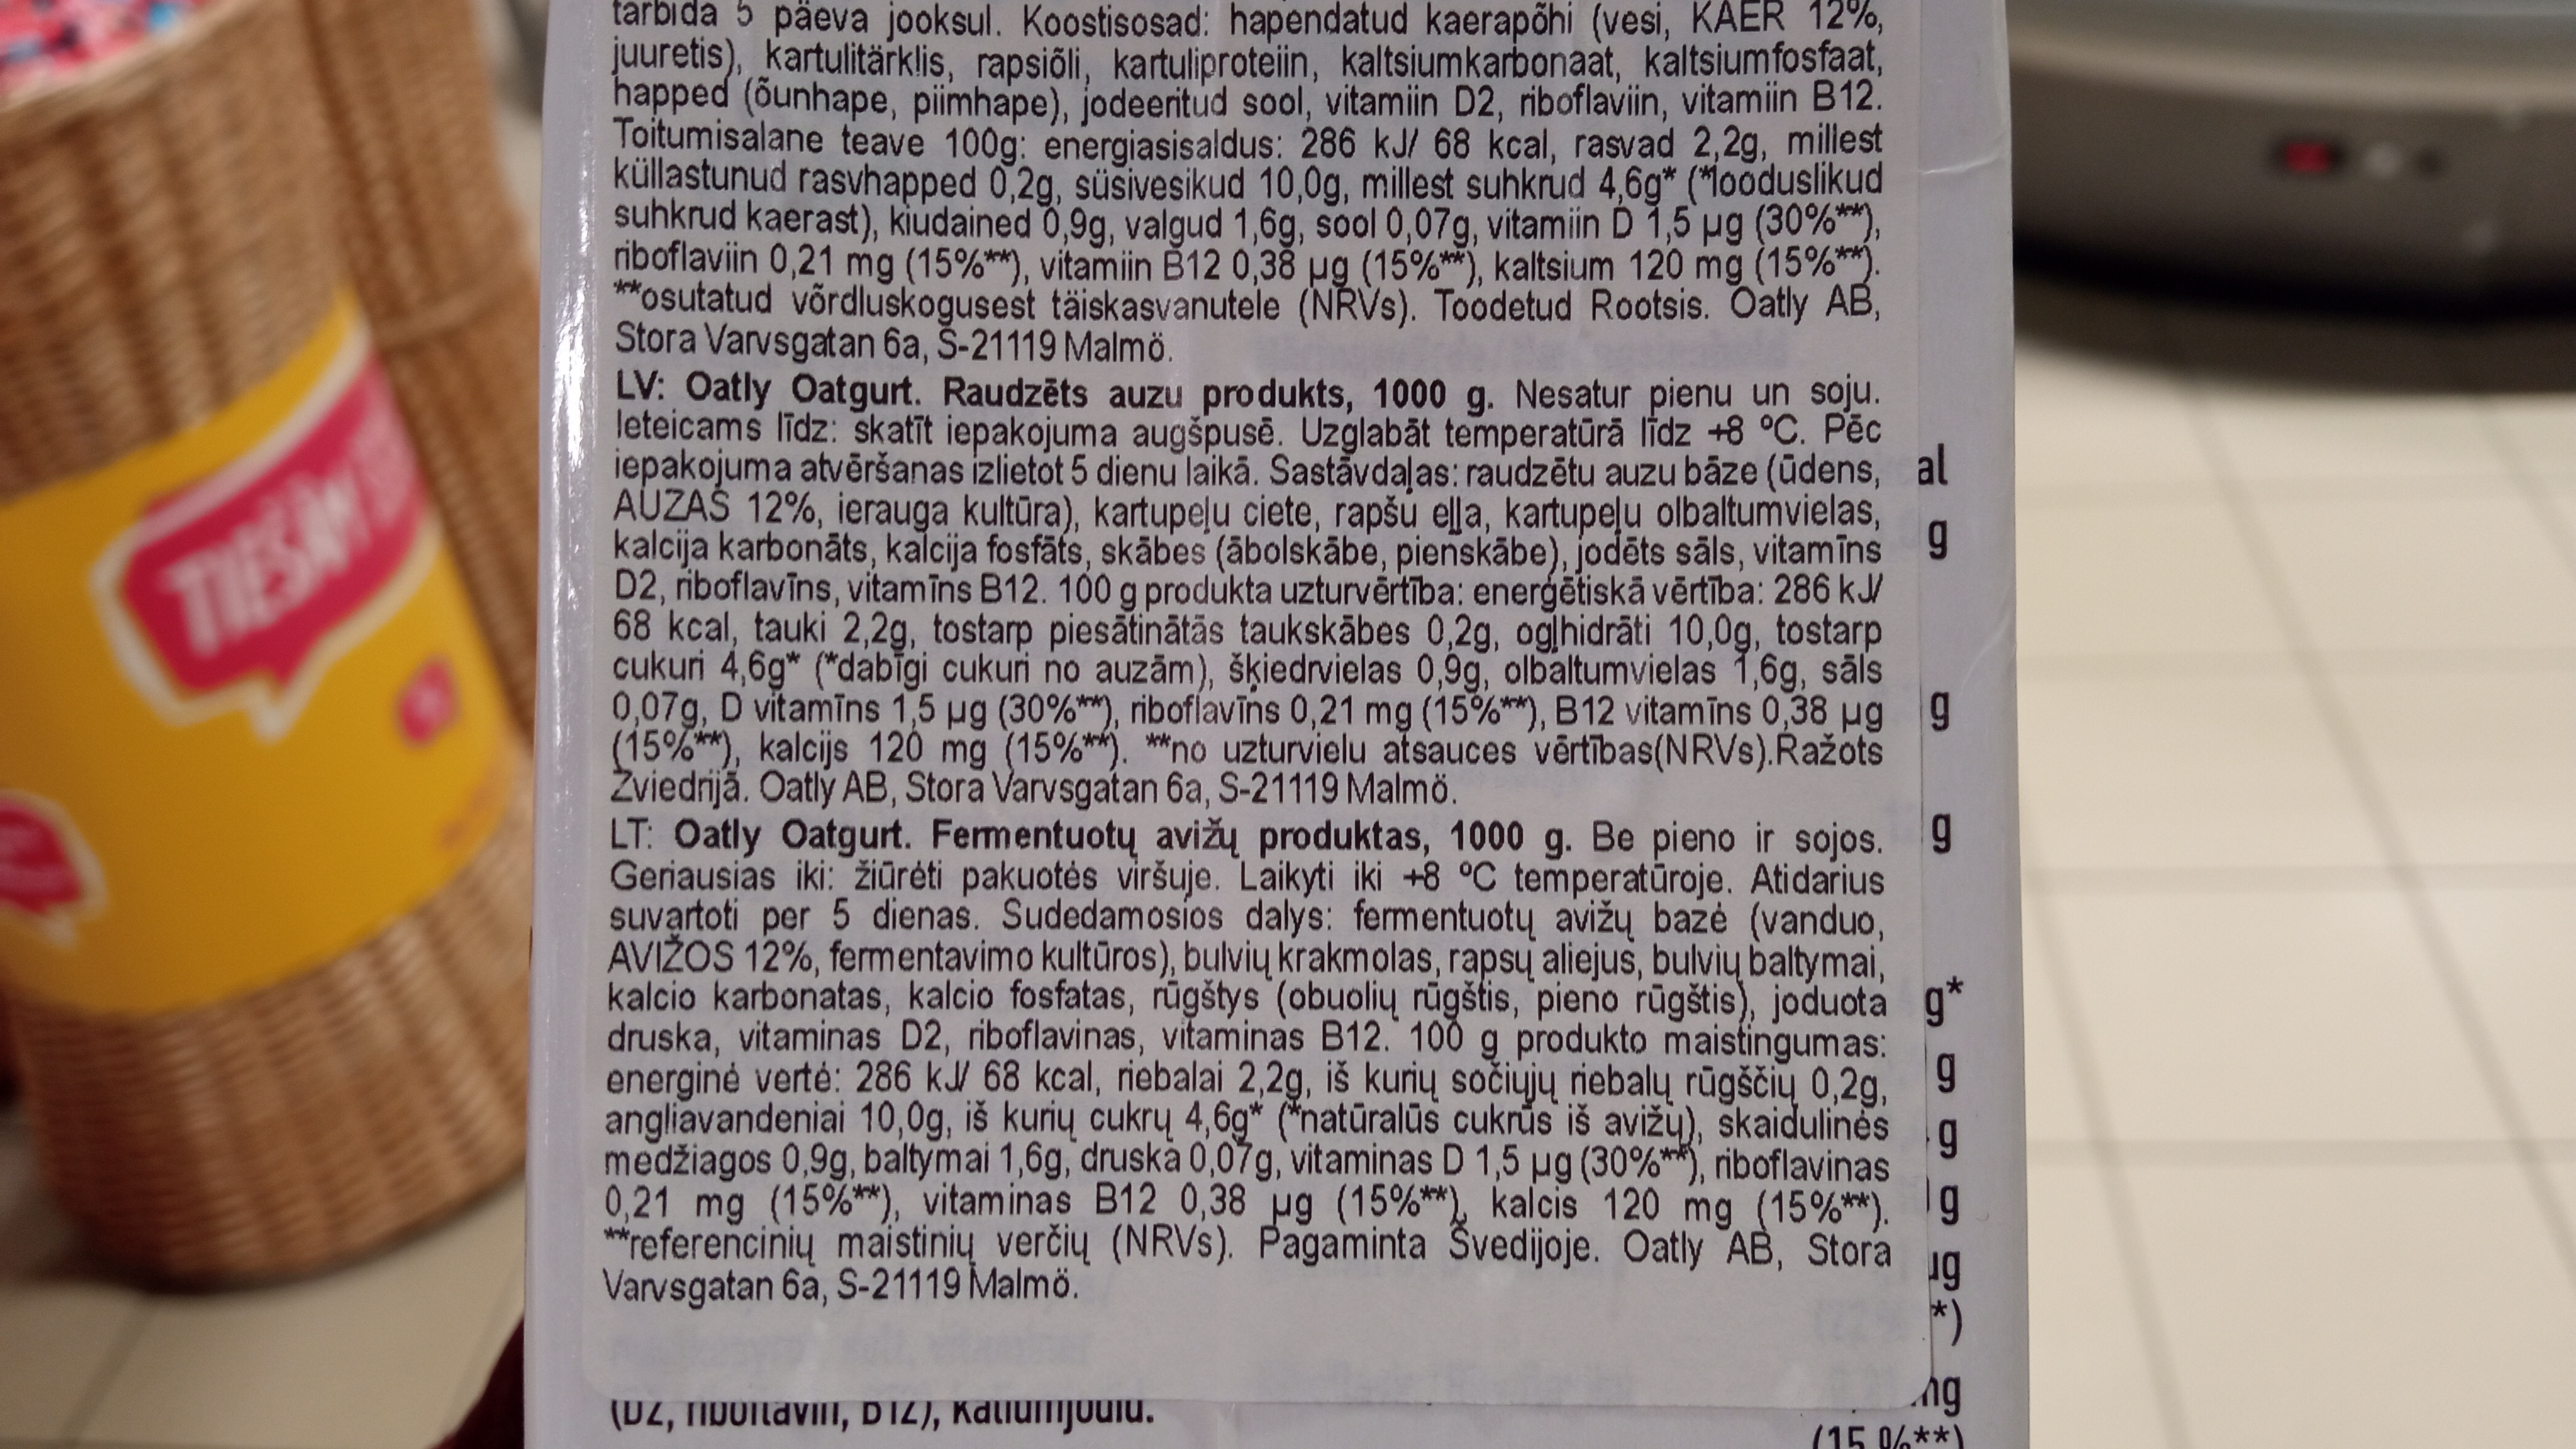 tarbida 5 päeva jooksul. Koostisosad: hapendatud kaerapõhi (vesi, KAER 12%,
juuretis), kartulitärklis, rapsiõli, kartuliproteiin, kaltsiumkarbonaat, kaltsiumfosfaat,
happed (õunhape, piimhape), jodeeritud sool, vitamiin D2, riboflaviin, vitamiin B12.
Toitumisalane teave 100g: energiasisaldus: 286 kJ/ 68 kcal, rasvad 2,2g, millest
küllastunud rasvhapped 0,2g, süsivesikud 10,0g, millest suhkrud 4,6g* (*looduslikud
suhkrud kaerast), kiudained 0,9g, valgud 1,6g, sool 0,07g, vitamiin D 1,5 µg (30%**),
riboflaviin 0,21 mg (15%**), vitamiin B12 0,38 µg (15%**), kaltsium 120 mg (15%**).
**osutatud võrdluskogusest täiskasvanutele (NRVs). Toodetud Rootsis. Oatly AB,
Stora Varvsgatan 6a, S-21119 Malmö.
LV: Oatly Oatgurt. Raudzēts auzu produkts, 1000 g. Nesatur pienu un soju.
Ieteicams līdz: skatīt iepakojuma augšpusē. Uzglabāt temperatūrā līdz +8 ºC. Pēc
iepakojuma atvēršanas izlietot 5 dienu laikā. Sastāvdaļas: raudzētu auzu bāze (ūdens,
AUZAS 12%, ierauga kultūra), kartupeļu ciete, rapšu eļļa, kartupeļu olbaltumvielas,
kalcija karbonāts, kalcija fosfāts, skābes (ābolskābe, pienskābe), jodēts sāls, vitamīns
D2, riboflavīns, vitamīns B12. 100 g produkta uzturvērtība: enerģētiskā vērtība: 286 kJ/
68 kcal, tauki 2,2g, tostarp piesātinātās taukskābes 0,2g, ogļhidrāti 10,0g, tostarp
cukuri 4,6g* (*dabīgi cukuri no auzām), šķiedrvielas 0,9g, olbaltumvielas 1,6g, sāls
0,07g, D vitamīns 1,5 µg (30%**), riboflavīns 0,21 mg (15%**), B12 vitamīns 0,38 µg
(15%**), kalcijs 120 mg (15%**). **no uzturvielu atsauces vērtības(NRVs).Ražots
Zviedrijā. Oatly AB, Stora Varvsgatan 6a, S-21119 Malmö.
LT: Oatly Oatgurt. Fermentuotų avižų produktas, 1000 g. Be pieno ir sojos.
Geriausias iki: žiūrėti pakuotės viršuje. Laikyti iki +8 ºC temperatūroje. Atidarius
suvartoti per 5 dienas. Sudedamosios dalys: fermentuotų avižų bazė (vanduo,
AVIŽOS 12%, fermentavimo kultūros), bulvių krakmolas, rapsų aliejus, bulvių baltymai,
kalcio karbonatas, kalcio fosfatas, rūgštys (obuolių rūgštis, pieno rūgštis), joduota
druska, vitaminas D2, riboflavinas, vitaminas B12. 100 g produkto maistingumas:
energinė vertė: 286 kJ/ 68 kcal, riebalai 2,2g, iš kurių sočiųjų riebalų rūgščių 0,2g,
angliavandeniai 10,0g, iš kurių cukrų 4,6g* (*natūralūs cukrūs iš avižų), skaidulinės
medžiagos 0,9g, baltymai 1,6g, druska 0,07g, vitaminas D 1,5 µg (30%**), riboflavinas
0,21 mg (15%**), vitaminas B12 0,38 µg (15%**), kalcis 120 mg (15%**).
**referencinių maistinių verčių (NRVs). Pagaminta Švedijoje. Oatly AB, Stora
Varvsgatan 6a, S-21119 Malmö.
(D2, riboflavin, B12), kaliumjodid.
al
g
g
g
g*
g
g
g
µg
*)
mg
(15 %**)
TIEŠĀM